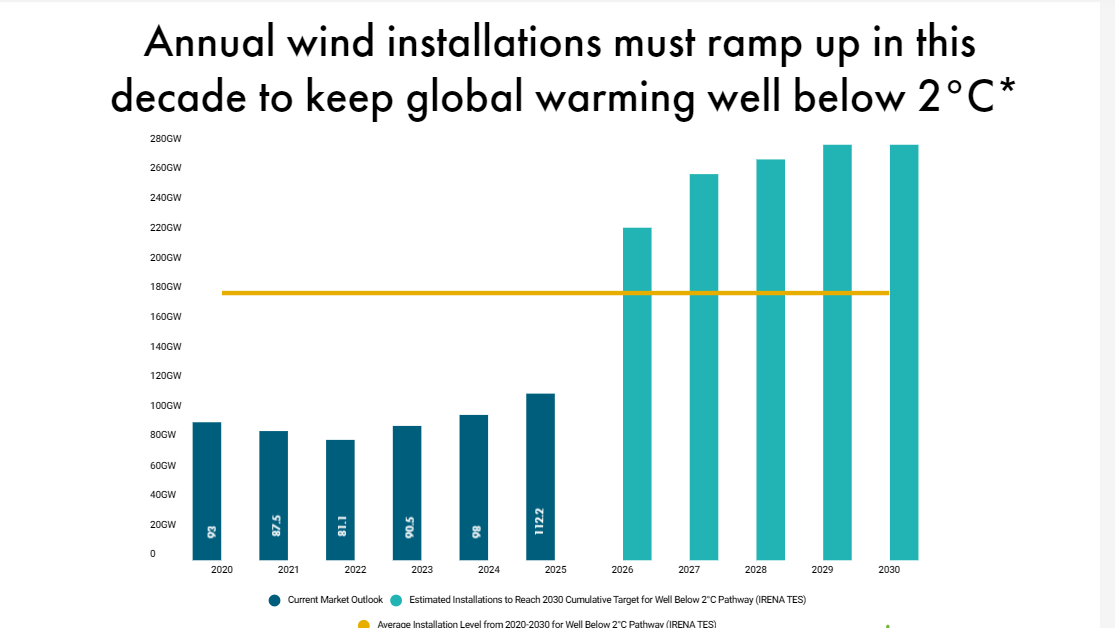 Annual wind installations must ramp up in this
decade to keep global warming well below 2°C*
280GW
260GW
240GW
220GW
200GW
180GW
160GW
140GW
120GW
100GW
80GW
60GW
40GW
20GW
0
93
87.5
81.1
90.5
98
112.2
2020 2021 2022 2023 2024 2025 2026 2027 2028 2029 2030
Current Market Outlook Estimated Installations to Reach 2030 Cumulative Target for Well Below 2°C Pathway (IRENA TES)
Average Installation Level from 2020-2030 for Well Below 2°C Pathway (IRENA TES)